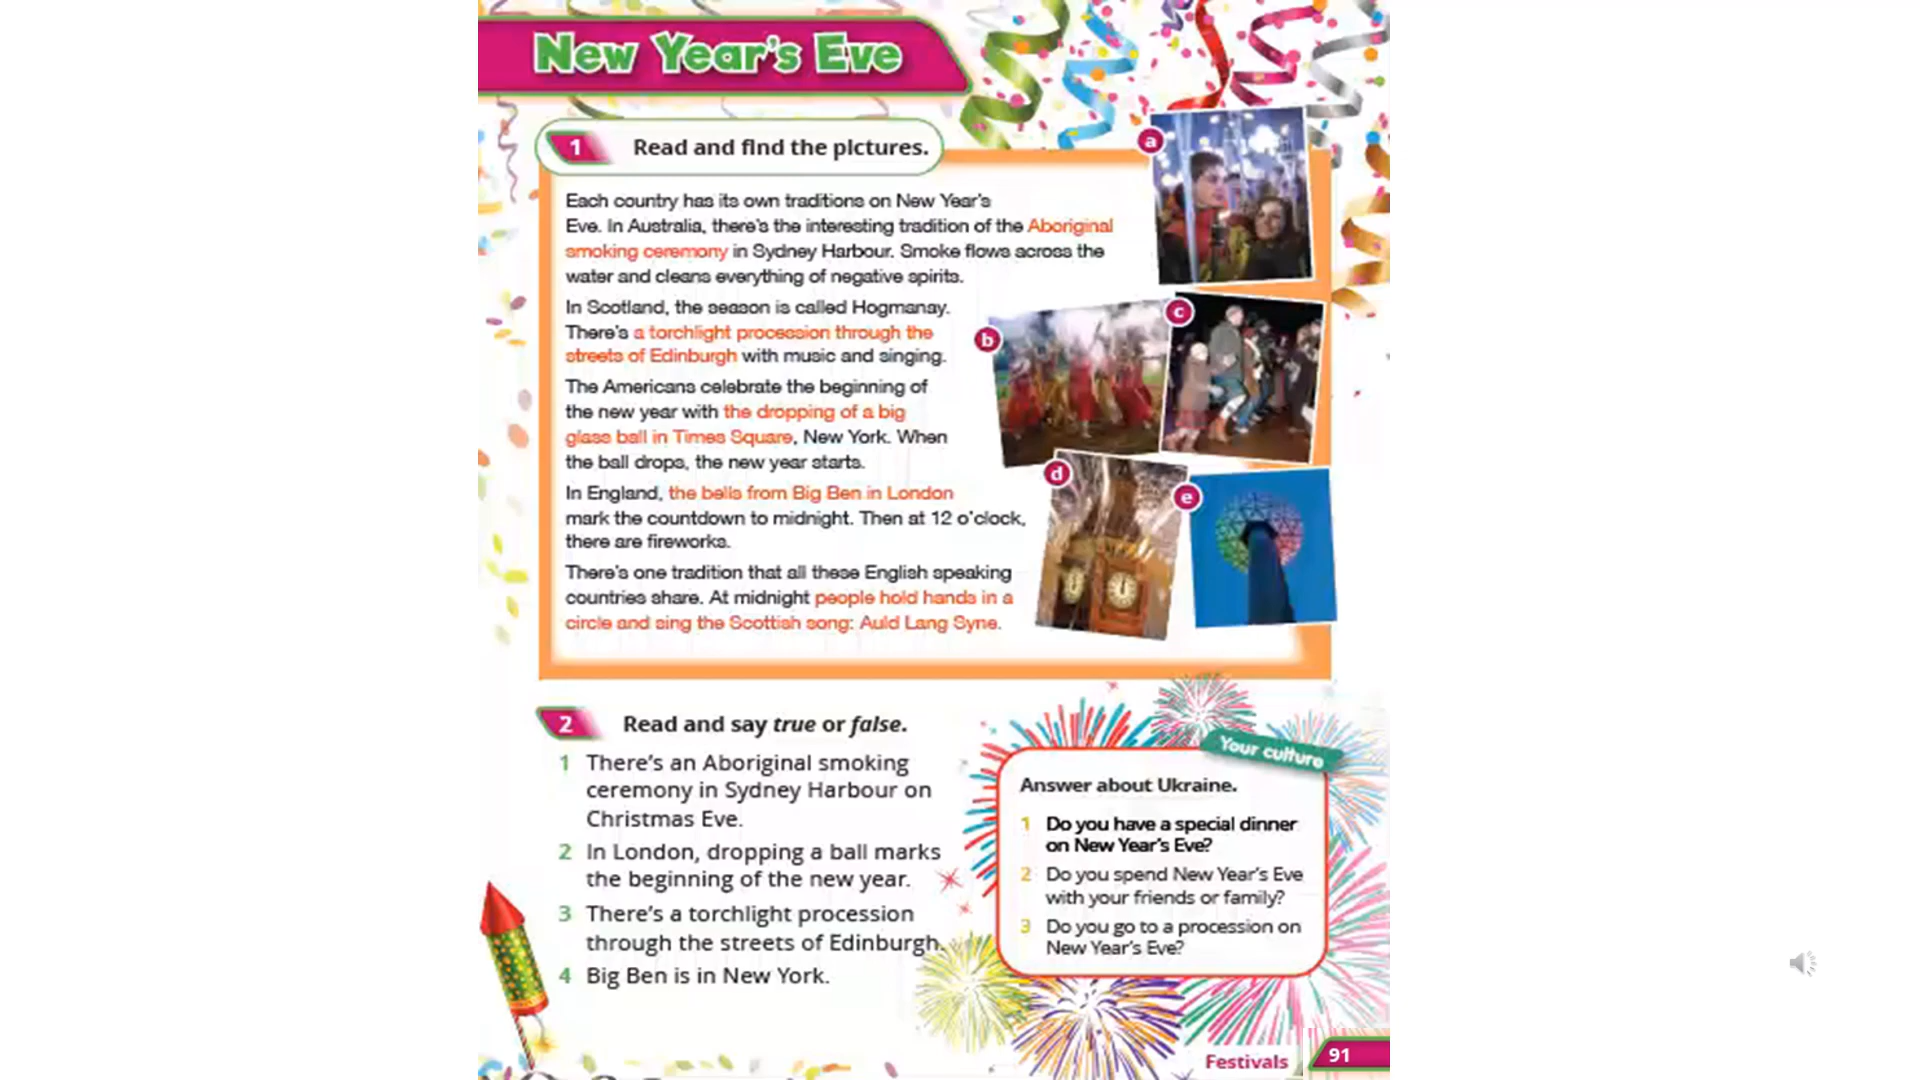 New Year's Eve
1 Read and find the pictures.
Each country has its own traditions on New Year's
Eve. In Australia, there's the interesting tradition of the Aboriginal
smoking ceremony in Sydney Harbour. Smoke flows across the
water and cleans everything of negative spirits.
In Scotland, the season is called Hogmanay.
There's a torchlight procession through the
streets of Edinburgh with music and singing.
The Americans celebrate the beginning of
the new year with the dropping of a big
glass ball in Times Square, New York. When
the ball drops, the new year starts.
In England, the bells from Big Ben in London
mark the countdown to midnight. Then at 12 o'clock,
there are fireworks.
There's one tradition that all these English speaking
countries share. At midnight people hold hands in a
circle and sing the Scottish song: Auld Lang Syne.
a
b
c
d
e
2 Read and say true or false.
1 There's an Aboriginal smoking
ceremony in Sydney Harbour on
Christmas Eve.
2 In London, dropping a ball marks
the beginning of the new year.
3 There's a torchlight procession
through the streets of Edinburgh.
4 Big Ben is in New York.
Your culture
Answer about Ukraine.
1 Do you have a special dinner
on New Year's Eve?
2 Do you spend New Year's Eve
with your friends or family?
3 Do you go to a procession on
New Year's Eve?
Festivals 91